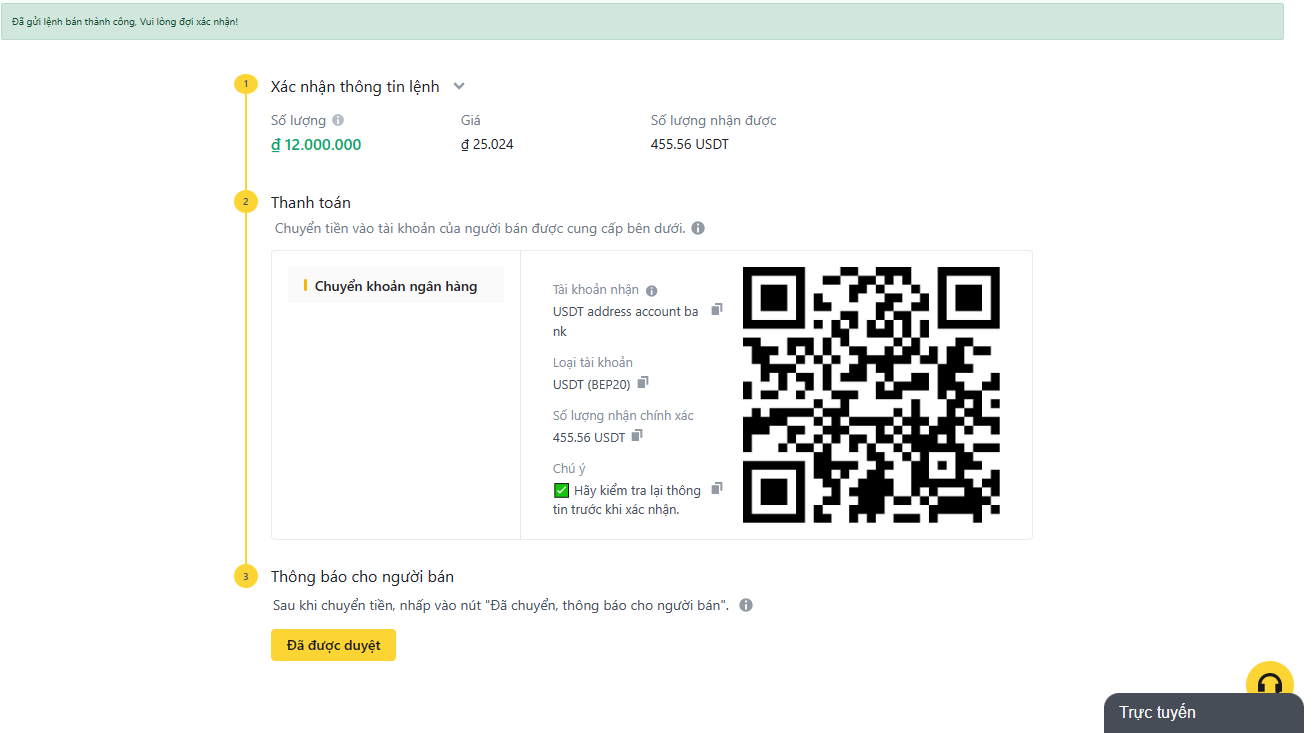 Đã gửi lệnh bán thành công, Vui lòng đợi xác nhận!
1 Xác nhận thông tin lệnh
Số lượng Giá Số lượng nhận được
₫ 12.000.000 ₫ 25.024 455.56 USDT
2 Thanh toán
Chuyển tiền vào tài khoản của người bán được cung cấp bên dưới.
Chuyển khoản ngân hàng
Tài khoản nhận
USDT address account ba
nk
Loại tài khoản
USDT (BEP20)
Số lượng nhận chính xác
455.56 USDT
Chú ý
✅ Hãy kiểm tra lại thông
tin trước khi xác nhận.
3 Thông báo cho người bán
Sau khi chuyển tiền, nhấp vào nút "Đã chuyển, thông báo cho người bán".
Đã được duyệt
Trực tuyến